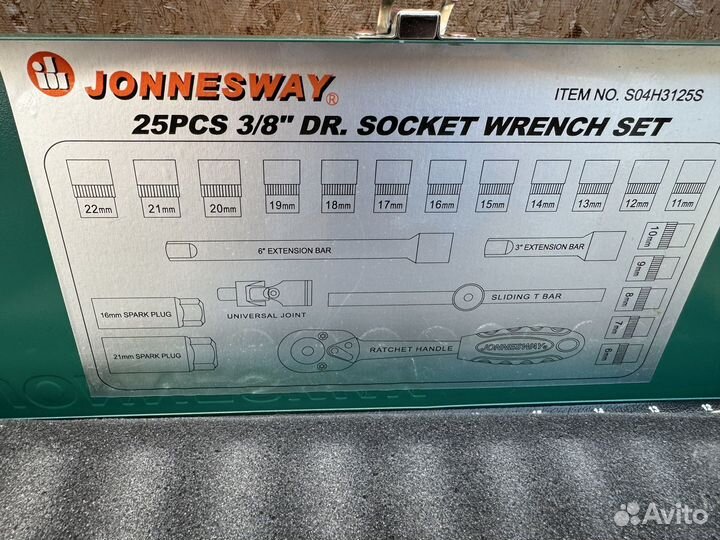 JONNESWAY®
ITEM NO. S04H3125S
25PCS 3/8" DR. SOCKET WRENCH SET
22mm 21mm 20mm 19mm 18mm 17mm 16mm 15mm 14mm 13mm 12mm 11mm
10mm
9mm
8mm
7mm
6" EXTENSION BAR
3" EXTENSION BAR
UNIVERSAL JOINT
SLIDING T BAR
16mm SPARK PLUG
21mm SPARK PLUG
RATCHET HANDLE
JONNESWAY®
12
13
Avito